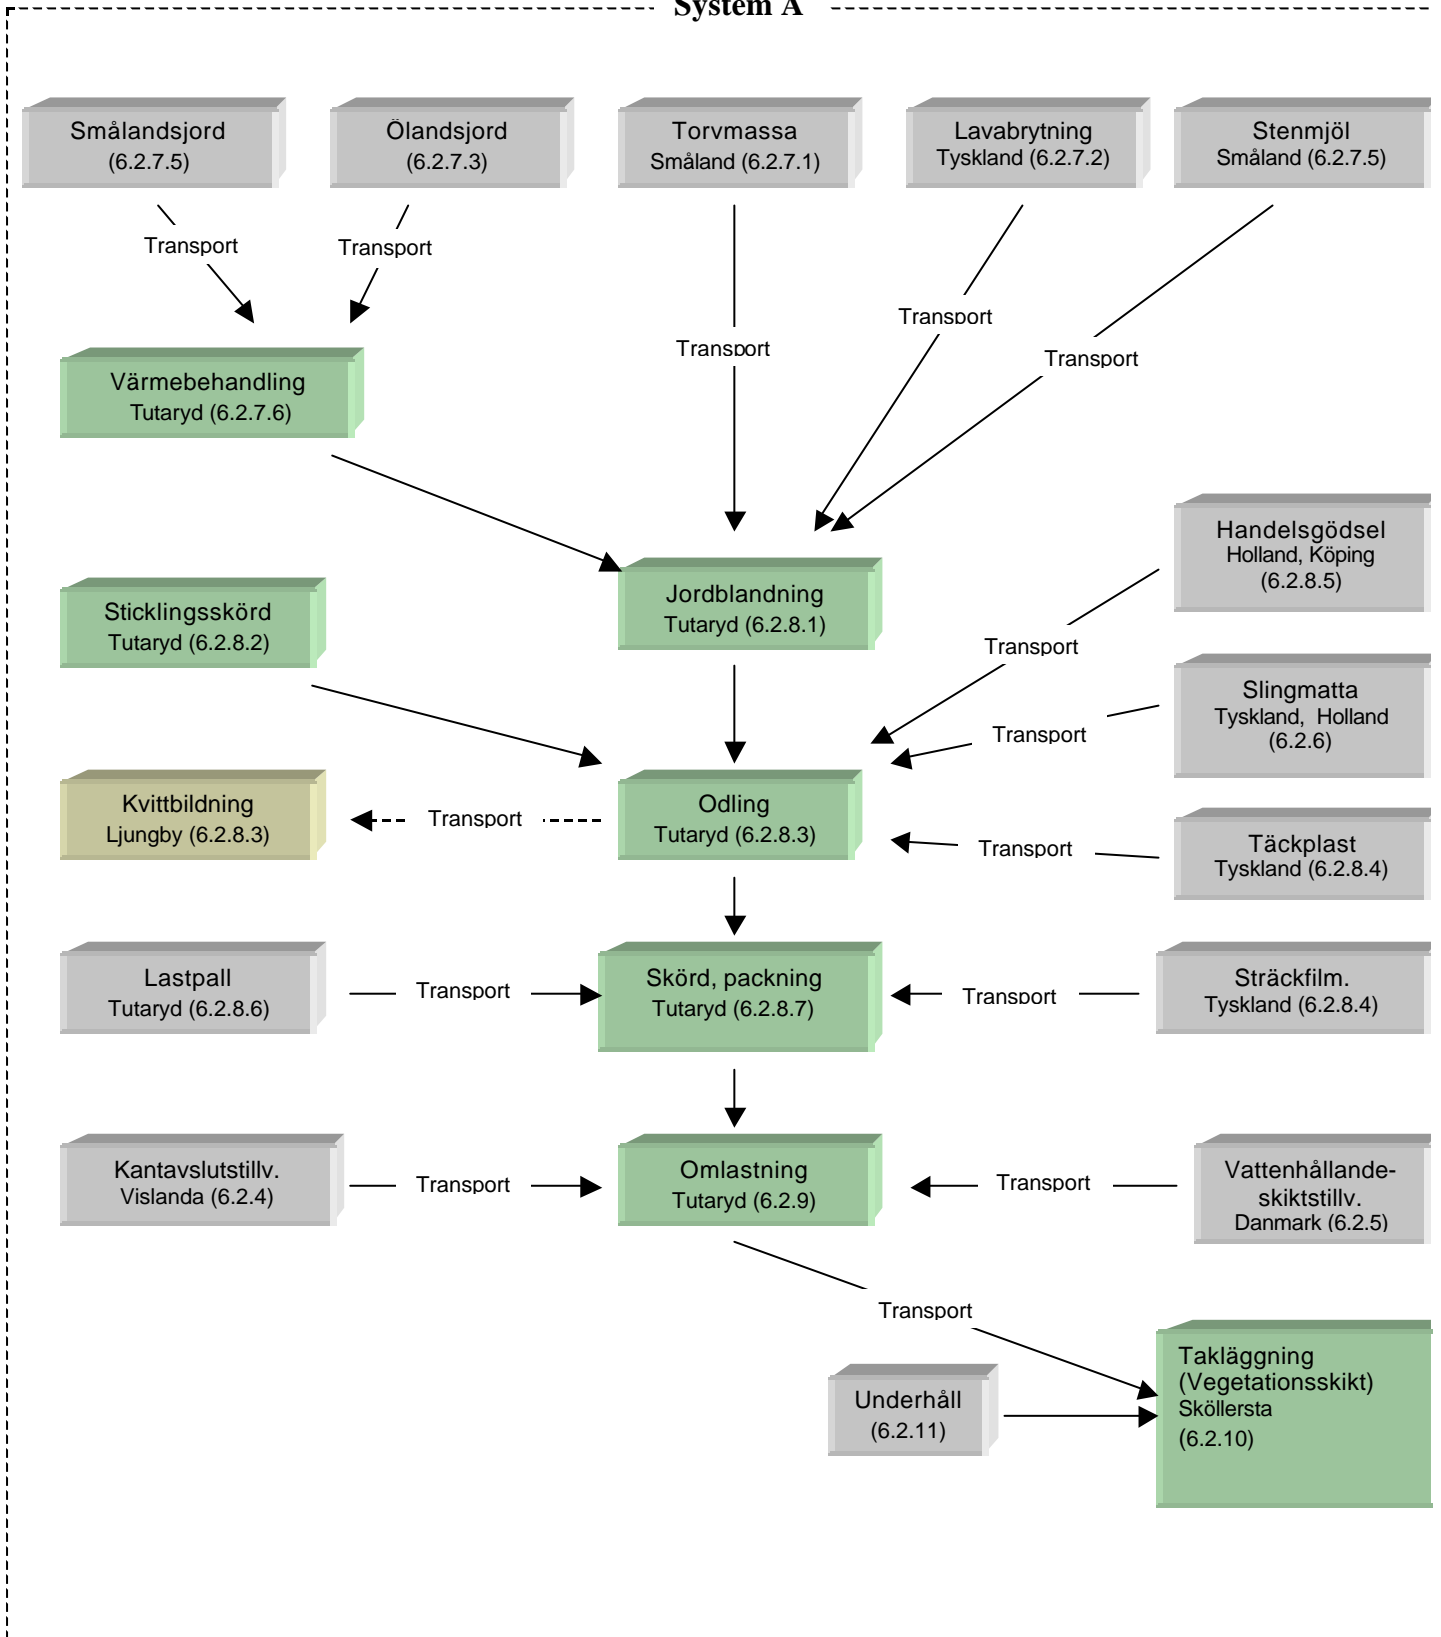 System A
Smålandsjord
(6.2.7.5)
Ölandsjord
(6.2.7.3)
Torvmassa
Småland (6.2.7.1)
Lavabrytning
Tyskland (6.2.7.2)
Stenmjöl
Småland (6.2.7.5)
Transport
Transport
Transport
Transport
Transport
Värmebehandling
Tutaryd (6.2.7.6)
Handelsgödsel
Holland, Köping
(6.2.8.5)
Sticklingsskörd
Tutaryd (6.2.8.2)
Jordblandning
Tutaryd (6.2.8.1)
Transport
Slingmatta
Tyskland, Holland
(6.2.6)
Transport
Kvittbildning
Ljungby (6.2.8.3)
Transport
Odling
Tutaryd (6.2.8.3)
Transport
Täckplast
Tyskland (6.2.8.4)
Lastpall
Tutaryd (6.2.8.6)
Transport
Skörd, packning
Tutaryd (6.2.8.7)
Transport
Sträckfilm.
Tyskland (6.2.8.4)
Kantavslutstillv.
Vislanda (6.2.4)
Transport
Omlastning
Tutaryd (6.2.9)
Transport
Vattenhållande-
skiktstillv.
Danmark (6.2.5)
Transport
Underhåll
(6.2.11)
Takläggning
(Vegetationsskikt)
Sköllersta
(6.2.10)